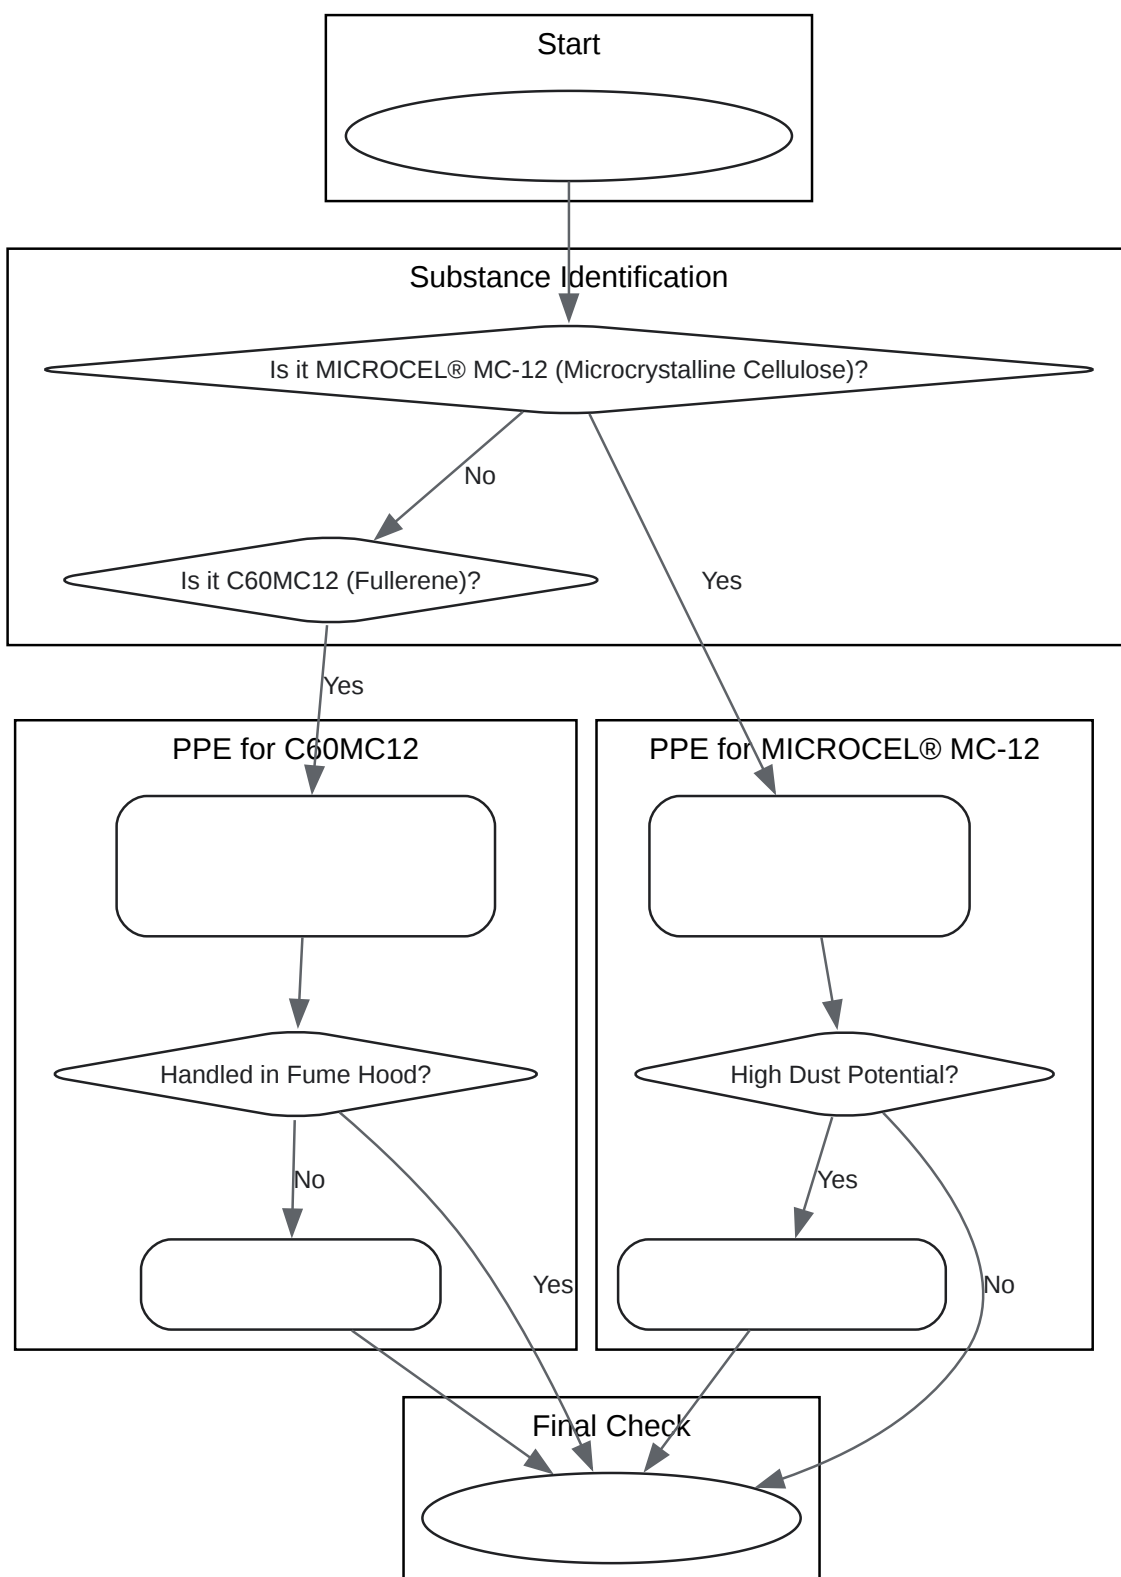 Start
Substance Identification
Is it MICROCEL® MC-12 (Microcrystalline Cellulose)?
No
Is it C60MC12 (Fullerene)?
Yes
Yes
PPE for C60MC12
PPE for MICROCEL® MC-12
Handled in Fume Hood?
High Dust Potential?
No
Yes
Yes
No
Final Check